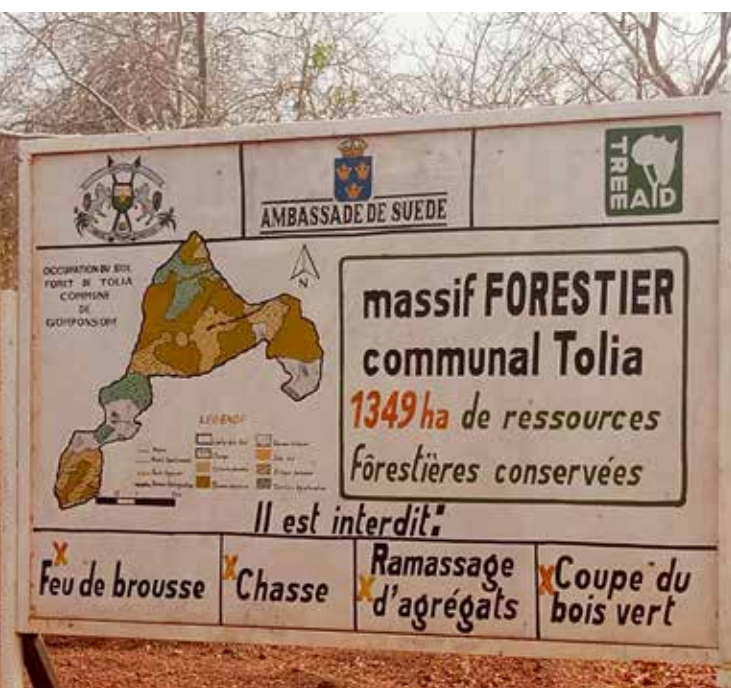 AMBASSADE DE SUEDE
TREE
AID
OCCUPATION DU SOL
FORET DE TOLIA
COMMUNE
DE
GOMPONSOM
N
massif FORESTIER
communal Tolia
1349 ha de ressources
forestières conservées
LEGENDE
Il est interdit:
X Feu de brousse
X Chasse
Ramassage
X d'agrégats
X Coupe du
bois vert